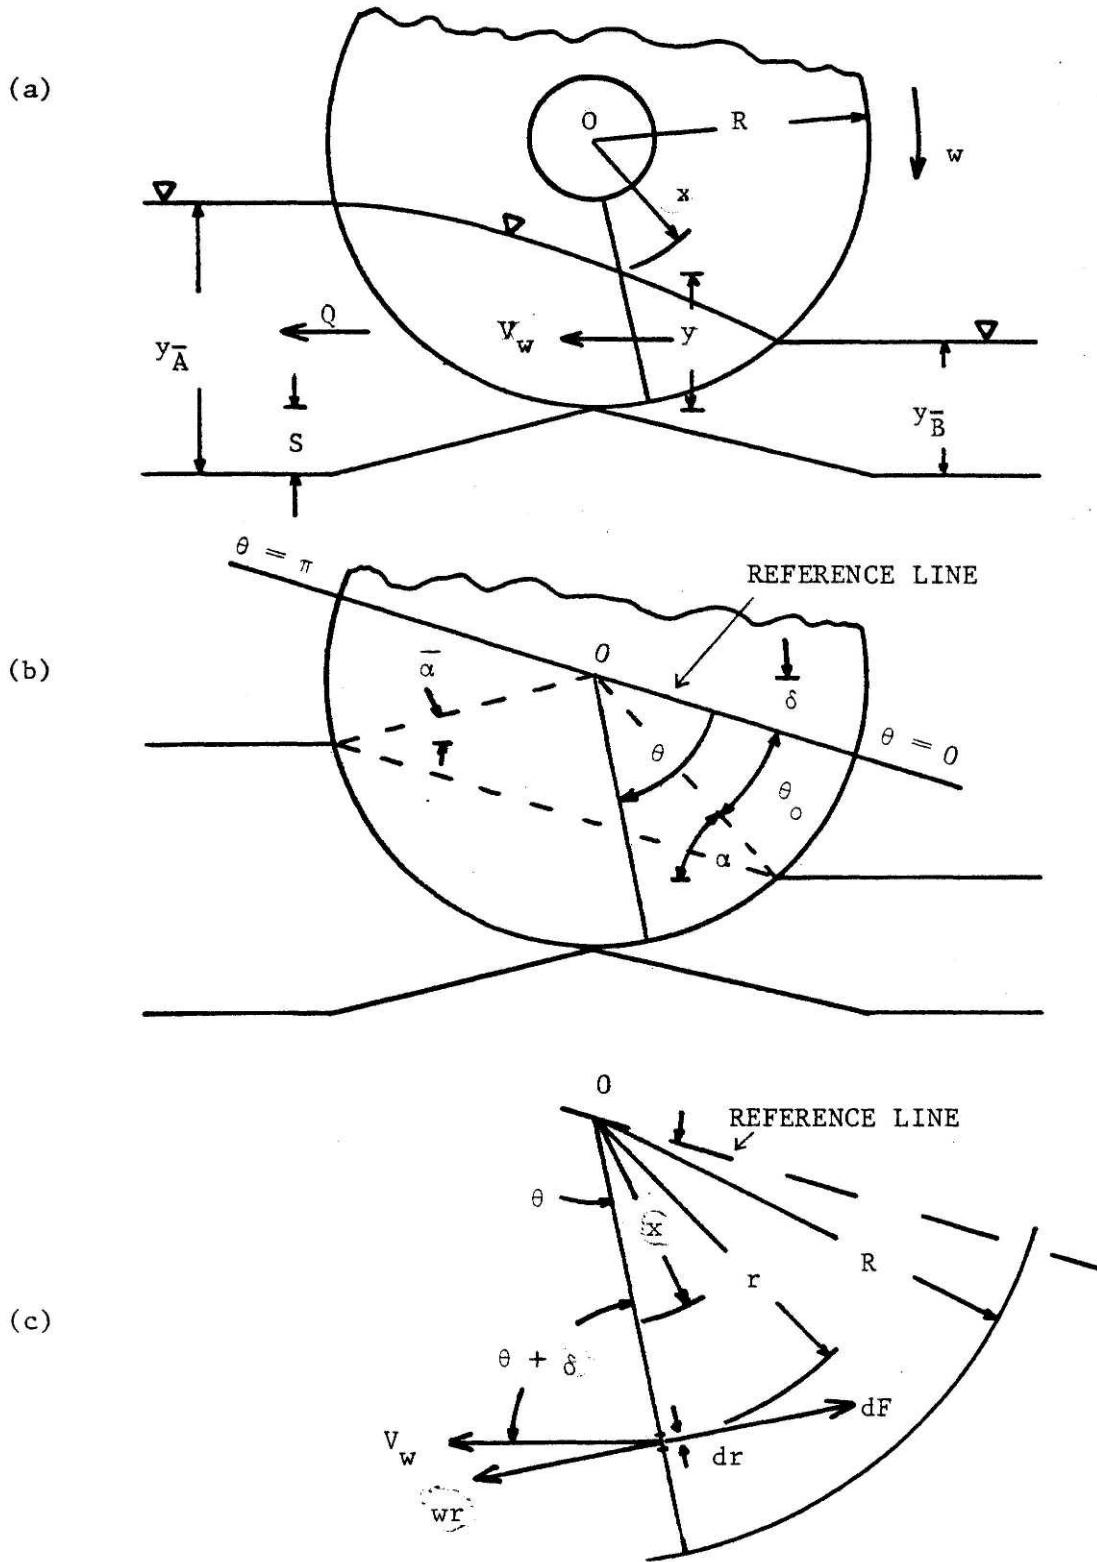 (a)
O
R
w
x
Q
V_w
y
y_A̅
S
y_B̅
θ = π
REFERENCE LINE
(b)
O
α̅
δ
θ
θ = 0
θ_o
α
O
REFERENCE LINE
θ
x
R
r
(c)
θ + δ
dF
V_w
dr
wr